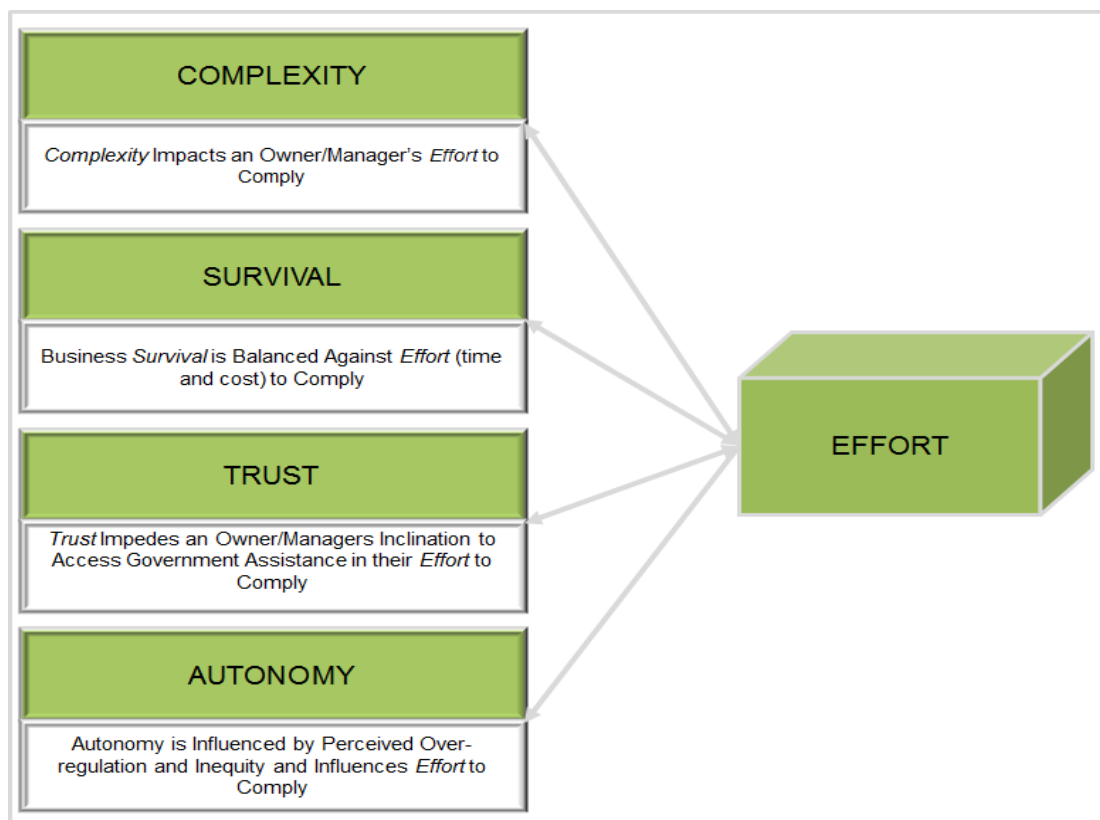 COMPLEXITY
Complexity Impacts an Owner/Manager's Effort to
Comply
SURVIVAL
Business Survival is Balanced Against Effort (time
and cost) to Comply
TRUST
Trust Impedes an Owner/Managers Inclination to
Access Government Assistance in their Effort to
Comply
AUTONOMY
Autonomy is Influenced by Perceived Over-
regulation and Inequity and Influences Effort to
Comply
EFFORT